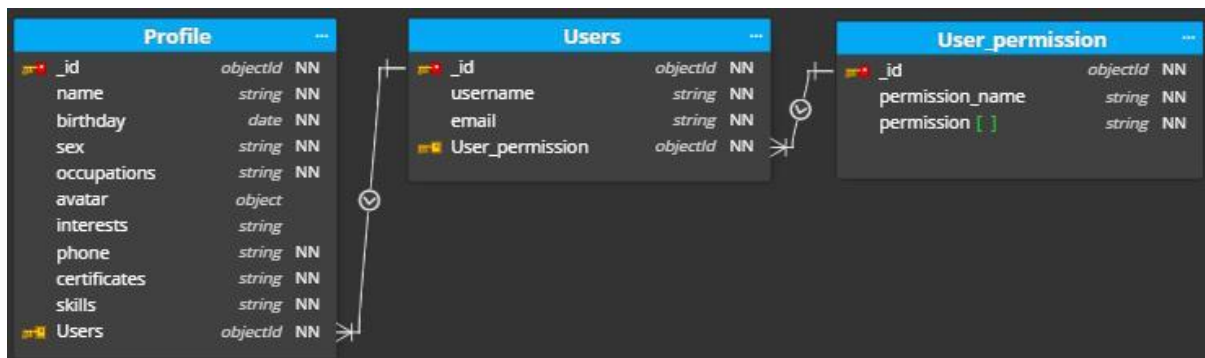 Profile ...
_id objectId NN
name string NN
birthday date NN
sex string NN
occupations string NN
avatar object
interests string
phone string NN
certificates string NN
skills string NN
Users objectId NN
Users ...
_id objectId NN
username string NN
email string NN
User_permission objectId NN
User_permission ...
_id objectId NN
permission_name string NN
permission [ ] string NN